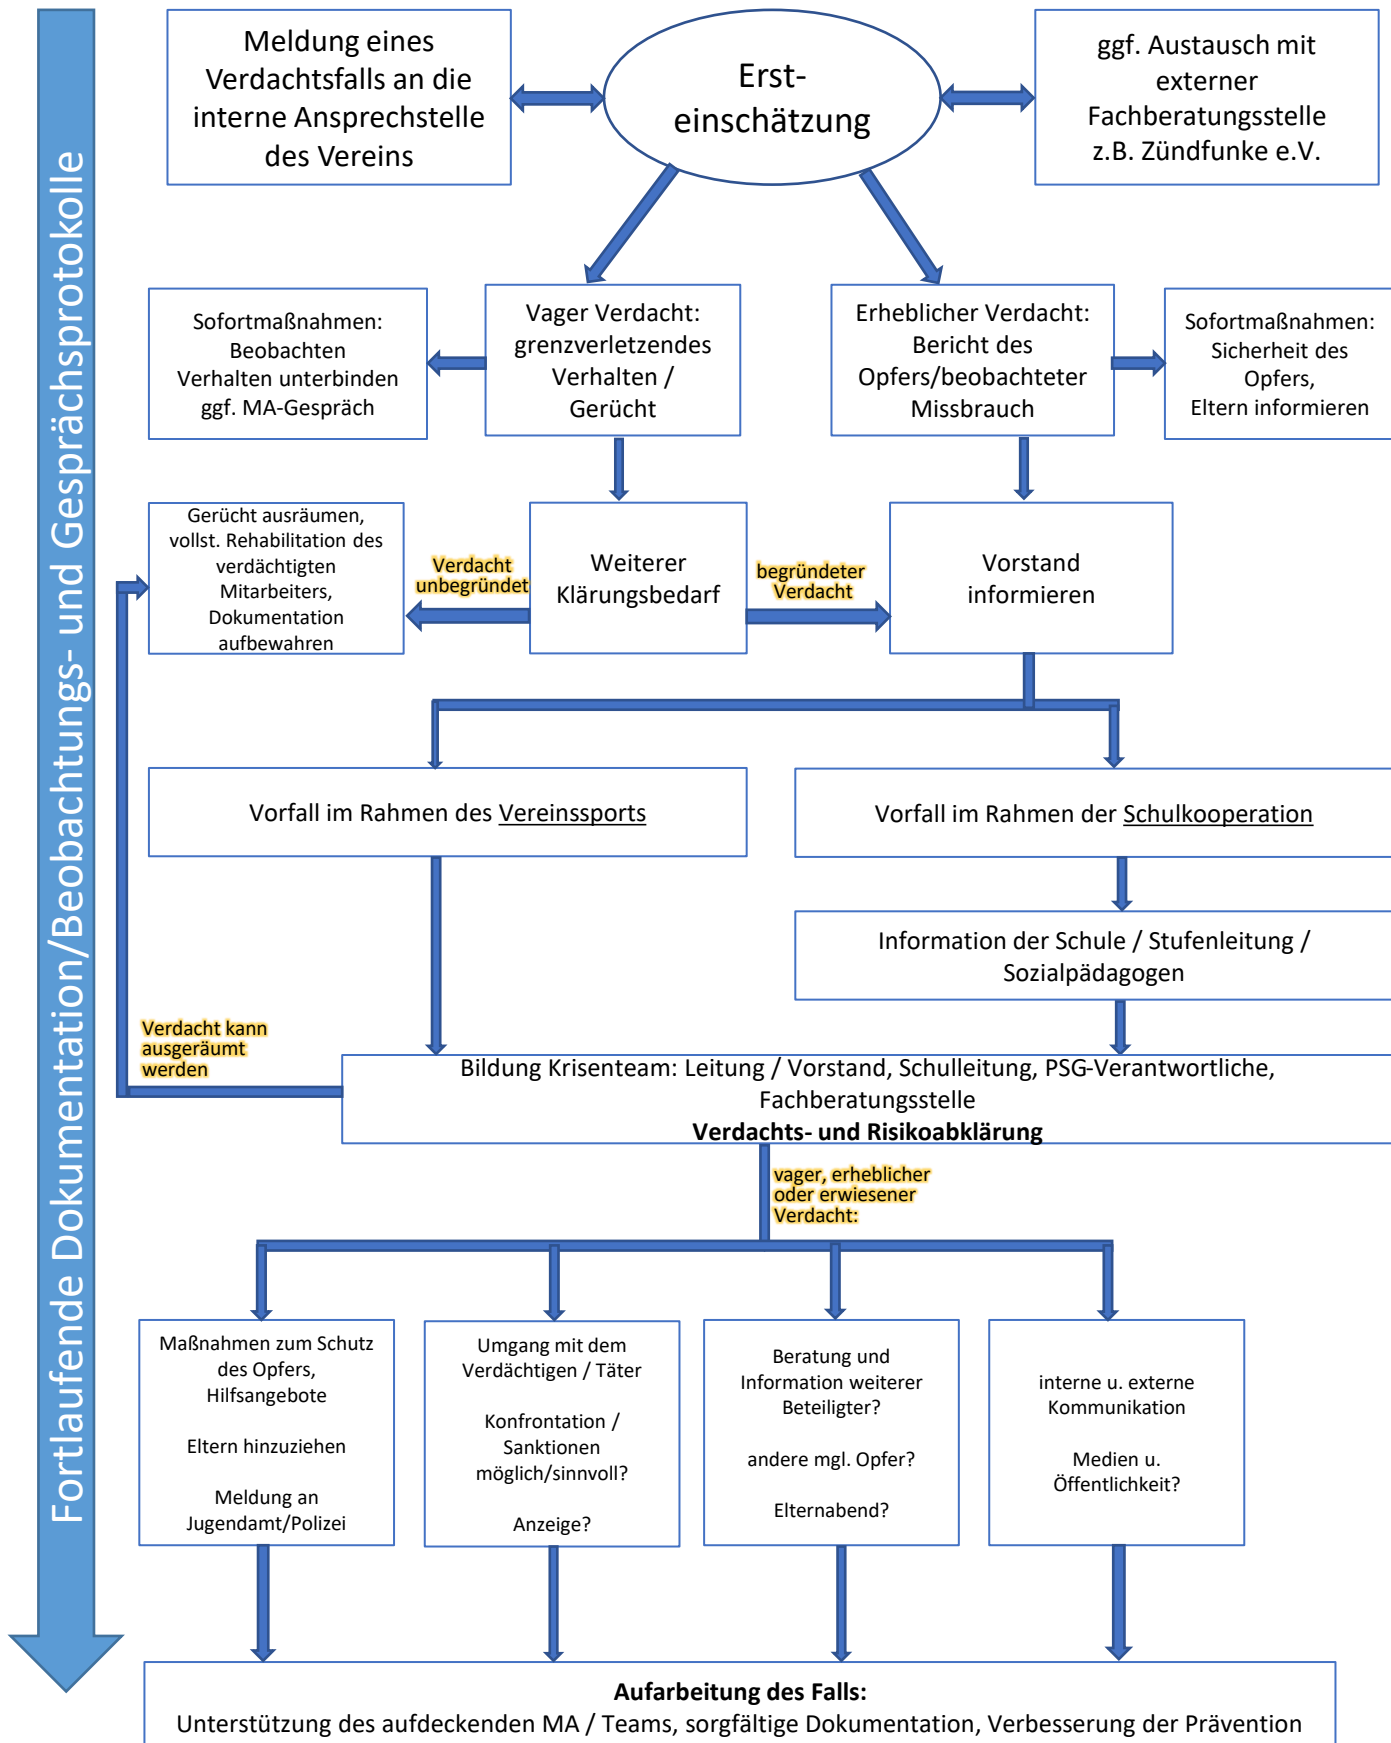 Fortlaufende Dokumentation/Beobachtungs- und Gesprächsprotokolle
Meldung eines
Verdachtsfalls an die
interne Ansprechstelle
des Vereins
Erst-
einschätzung
ggf. Austausch mit
externer
Fachberatungsstelle
z.B. Zündfunke e.V.
Sofortmaßnahmen:
Beobachten
Verhalten unterbinden
ggf. MA-Gespräch
Vager Verdacht:
grenzverletzendes
Verhalten /
Gerücht
Erheblicher Verdacht:
Bericht des
Opfers/beobachteter
Missbrauch
Sofortmaßnahmen:
Sicherheit des
Opfers,
Eltern informieren
Gerücht ausräumen,
vollst. Rehabilitation des
verdächtigten
Mitarbeiters,
Dokumentation
aufbewahren
Verdacht
unbegründet
Weiterer
Klärungsbedarf
begründeter
Verdacht
Vorstand
informieren
Vorfall im Rahmen des Vereinssports
Vorfall im Rahmen der Schulkooperation
Information der Schule / Stufenleitung /
Sozialpädagogen
Verdacht kann
ausgeräumt
werden
Bildung Krisenteam: Leitung / Vorstand, Schulleitung, PSG-Verantwortliche,
Fachberatungsstelle
Verdachts- und Risikoabklärung
vager, erheblicher
oder erwiesener
Verdacht:
Maßnahmen zum Schutz
des Opfers,
Hilfsangebote
Eltern hinzuziehen
Meldung an
Jugendamt/Polizei
Umgang mit dem
Verdächtigen / Täter
Konfrontation /
Sanktionen
möglich/sinnvoll?
Anzeige?
Beratung und
Information weiterer
Beteiligter?
andere mgl. Opfer?
Elternabend?
interne u. externe
Kommunikation
Medien u.
Öffentlichkeit?
Aufarbeitung des Falls:
Unterstützung des aufdeckenden MA / Teams, sorgfältige Dokumentation, Verbesserung der Prävention